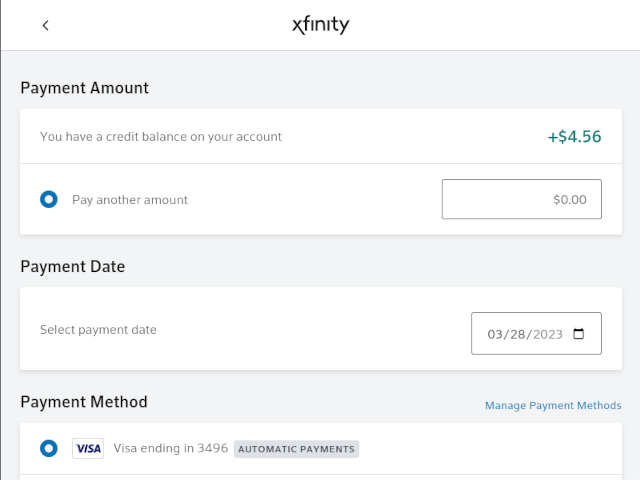 xfinity
Payment Amount
You have a credit balance on your account +$4.56
Pay another amount $0.00
Payment Date
Select payment date 03/28/2023
Payment Method Manage Payment Methods
VISA Visa ending in 3496 AUTOMATIC PAYMENTS